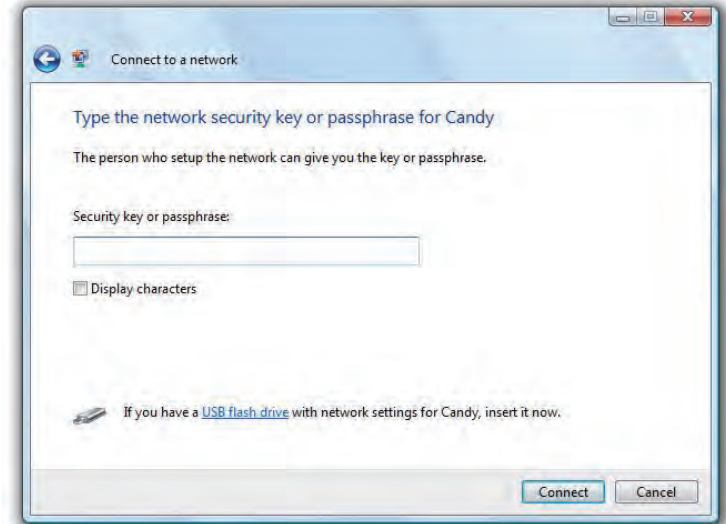 Connect to a network
Type the network security key or passphrase for Candy
The person who setup the network can give you the key or passphrase.
Security key or passphrase:
Display characters
If you have a USB flash drive with network settings for Candy, insert it now.
Connect Cancel